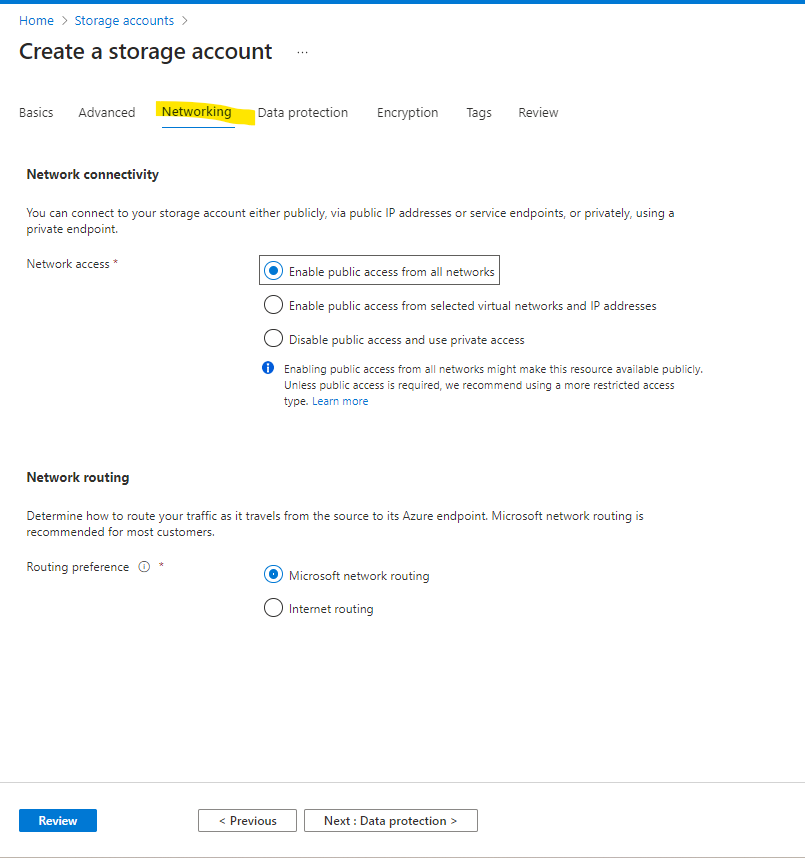 Home > Storage accounts >
Create a storage account ...
Basics Advanced Networking Data protection Encryption Tags Review
Network connectivity
You can connect to your storage account either publicly, via public IP addresses or service endpoints, or privately, using a
private endpoint.
Network access *
Enable public access from all networks
Enable public access from selected virtual networks and IP addresses
Disable public access and use private access
Enabling public access from all networks might make this resource available publicly.
Unless public access is required, we recommend using a more restricted access
type. Learn more
Network routing
Determine how to route your traffic as it travels from the source to its Azure endpoint. Microsoft network routing is
recommended for most customers.
Routing preference *
Microsoft network routing
Internet routing
Review < Previous Next : Data protection >